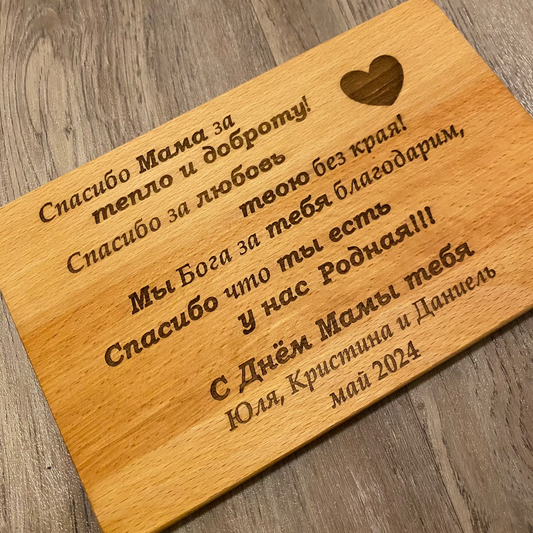 Спасибо Мама за
тепло и доброту!
Спасибо за любовь
твою без края!
Мы Бога за тебя благодарим,
Спасибо что ты есть
у нас Родная!!!
С Днём Мамы тебя
Юля, Кристина и Даниель
май 2024